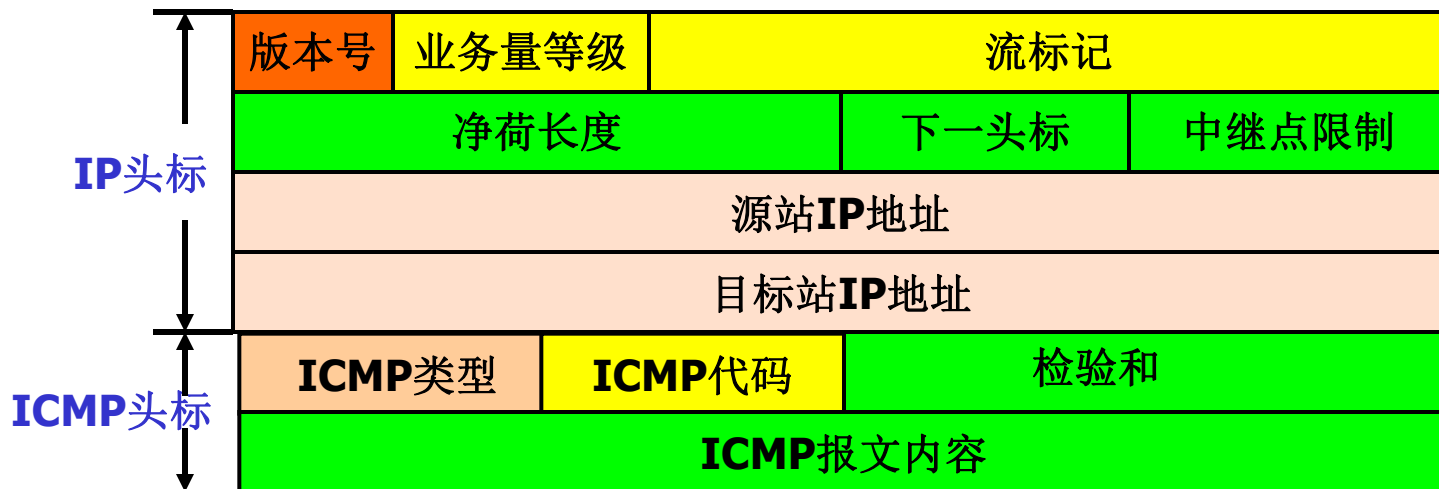 版本号 业务量等级 流标记
净荷长度 下一头标 中继点限制
IP头标
源站IP地址
目标站IP地址
ICMP类型 ICMP代码 检验和
ICMP头标
ICMP报文内容